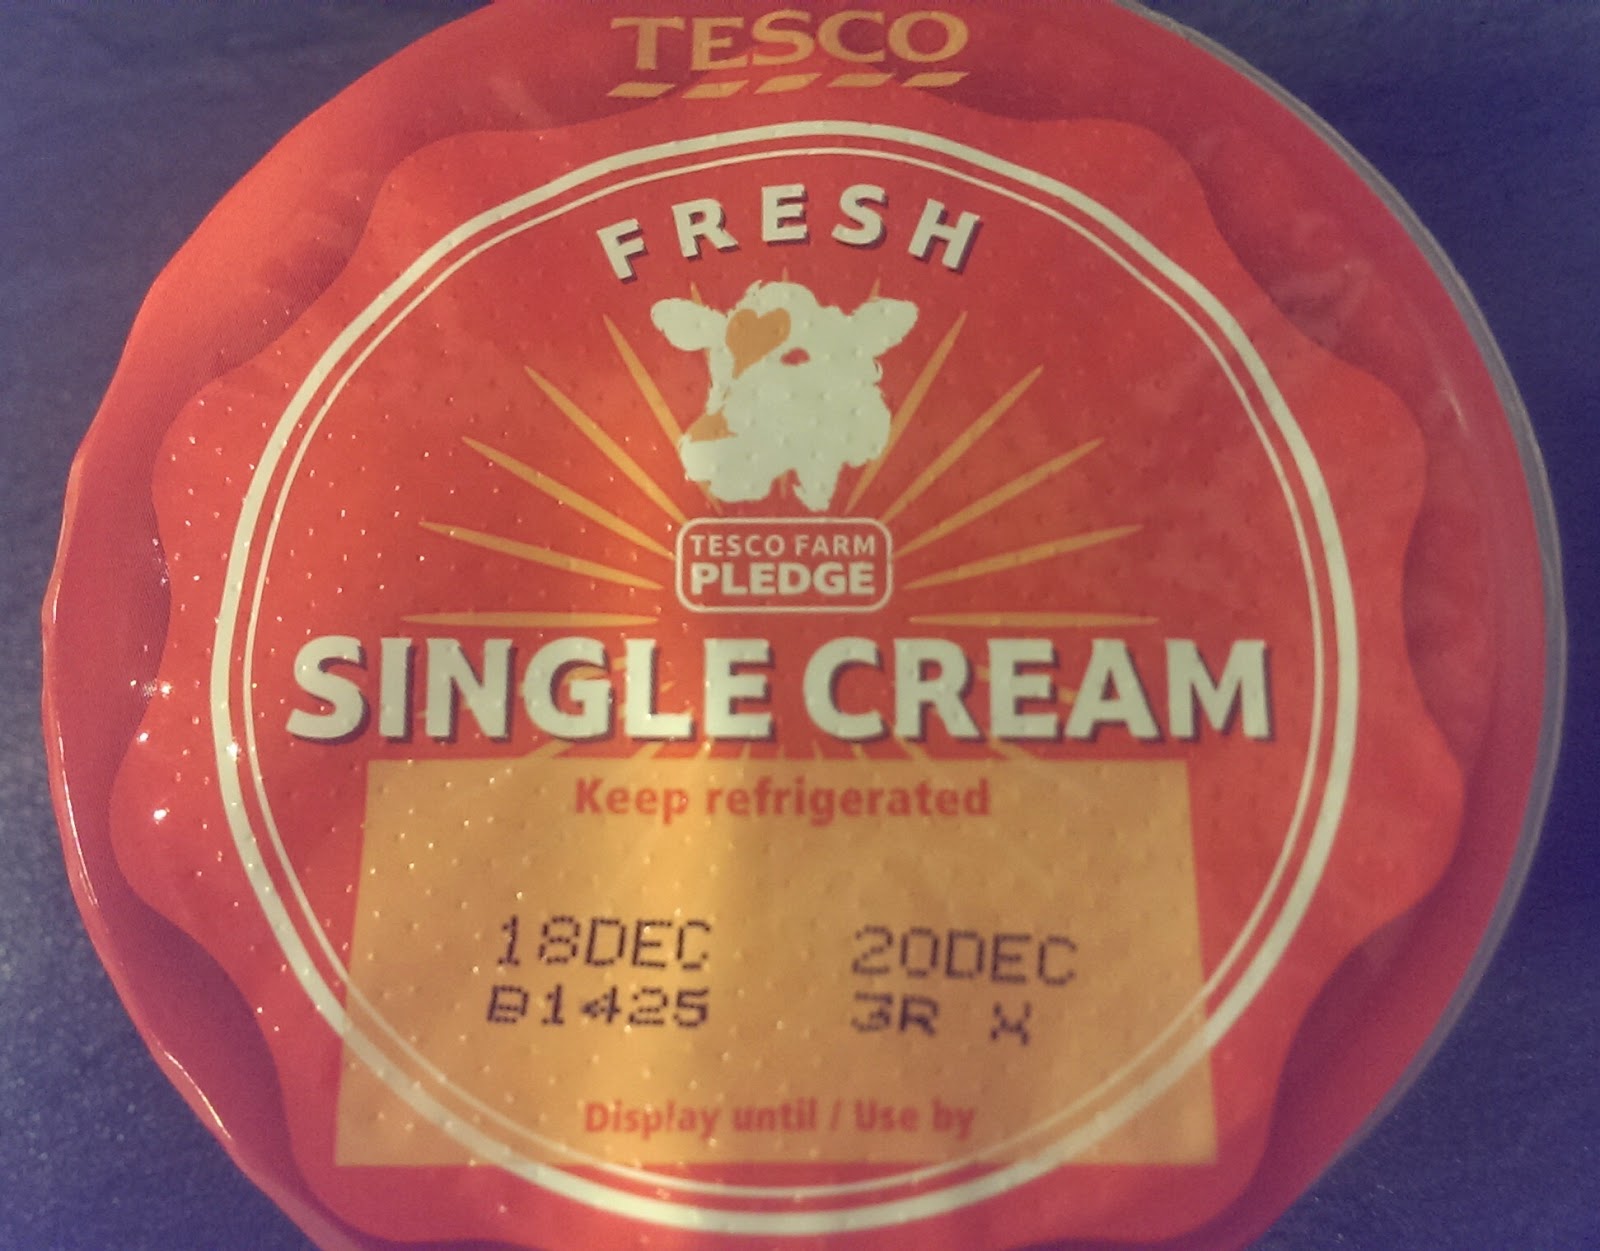 TESCO
FRESH
TESCO FARM
PLEDGE
SINGLE CREAM
Keep refrigerated
18DEC 20DEC
B1425 3R X
Display until / Use by